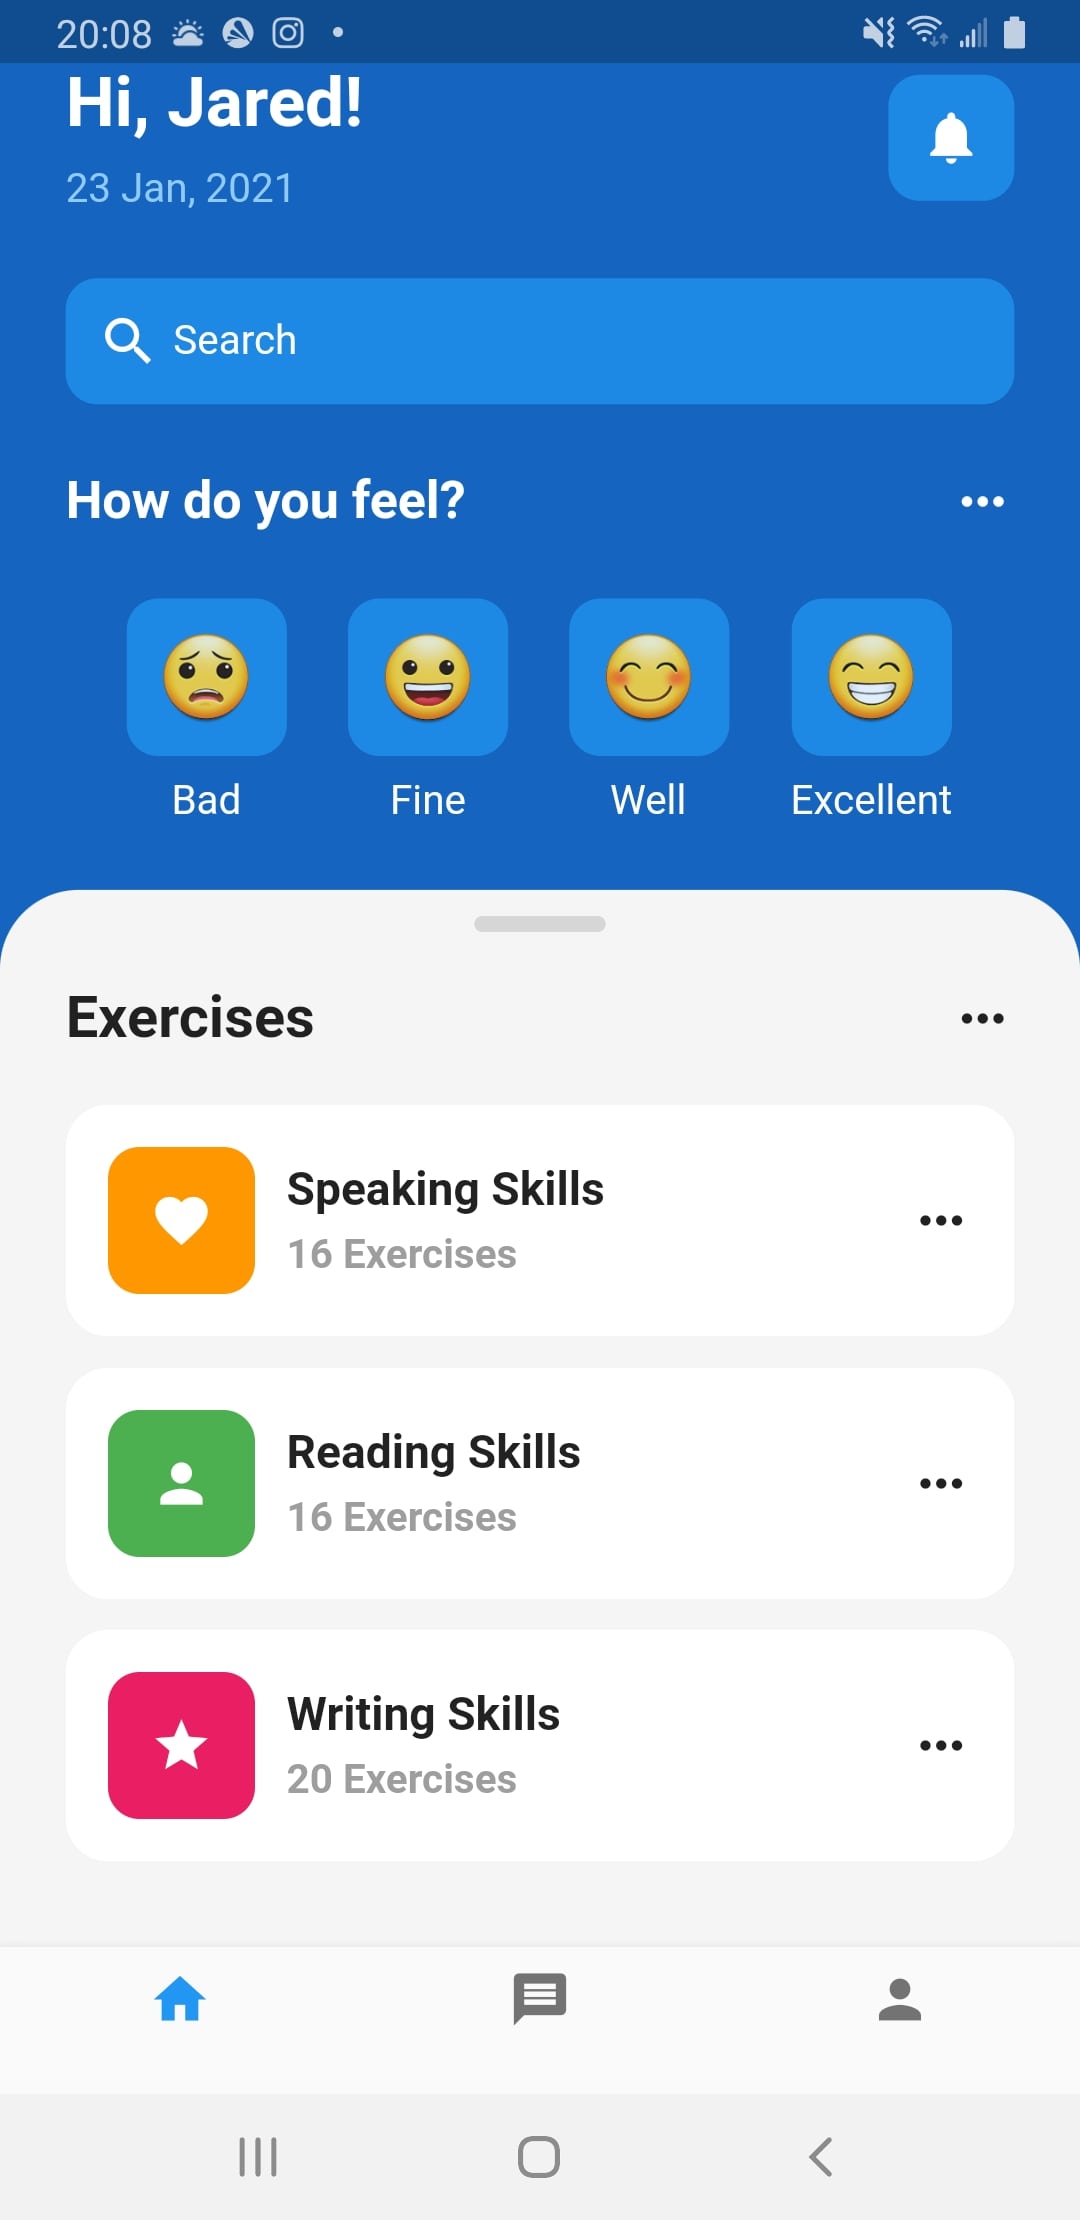 20:08
Hi, Jared!
23 Jan, 2021
Search
How do you feel?
Bad
Fine
Well
Excellent
Exercises
Speaking Skills
16 Exercises
Reading Skills
16 Exercises
Writing Skills
20 Exercises